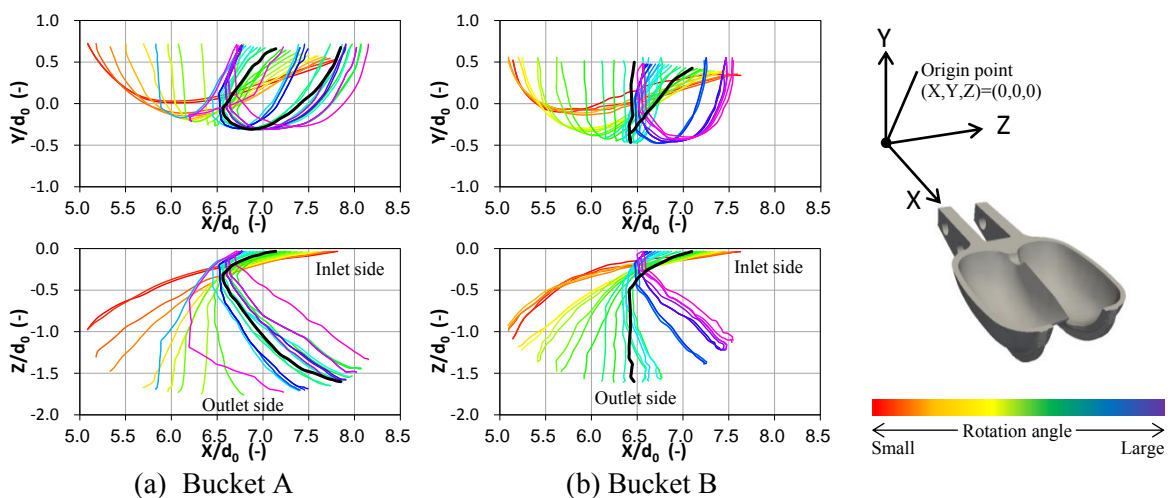 1.0
0.5
0.0
-0.5
-1.0
Y/d0 (-)
5.0 5.5 6.0 6.5 7.0 7.5 8.0 8.5
X/d0 (-)
0.0
-0.5
-1.0
-1.5
-2.0
Z/d0 (-)
Inlet side
Outlet side
5.0 5.5 6.0 6.5 7.0 7.5 8.0 8.5
X/d0 (-)
(a) Bucket A
1.0
0.5
0.0
-0.5
-1.0
Y/d0 (-)
5.0 5.5 6.0 6.5 7.0 7.5 8.0 8.5
X/d0 (-)
0.0
-0.5
-1.0
-1.5
-2.0
Z/d0 (-)
Inlet side
Outlet side
5.0 5.5 6.0 6.5 7.0 7.5 8.0 8.5
X/d0 (-)
(b) Bucket B
Y
Origin point
(X,Y,Z)=(0,0,0)
Z
X
Rotation angle
Small Large